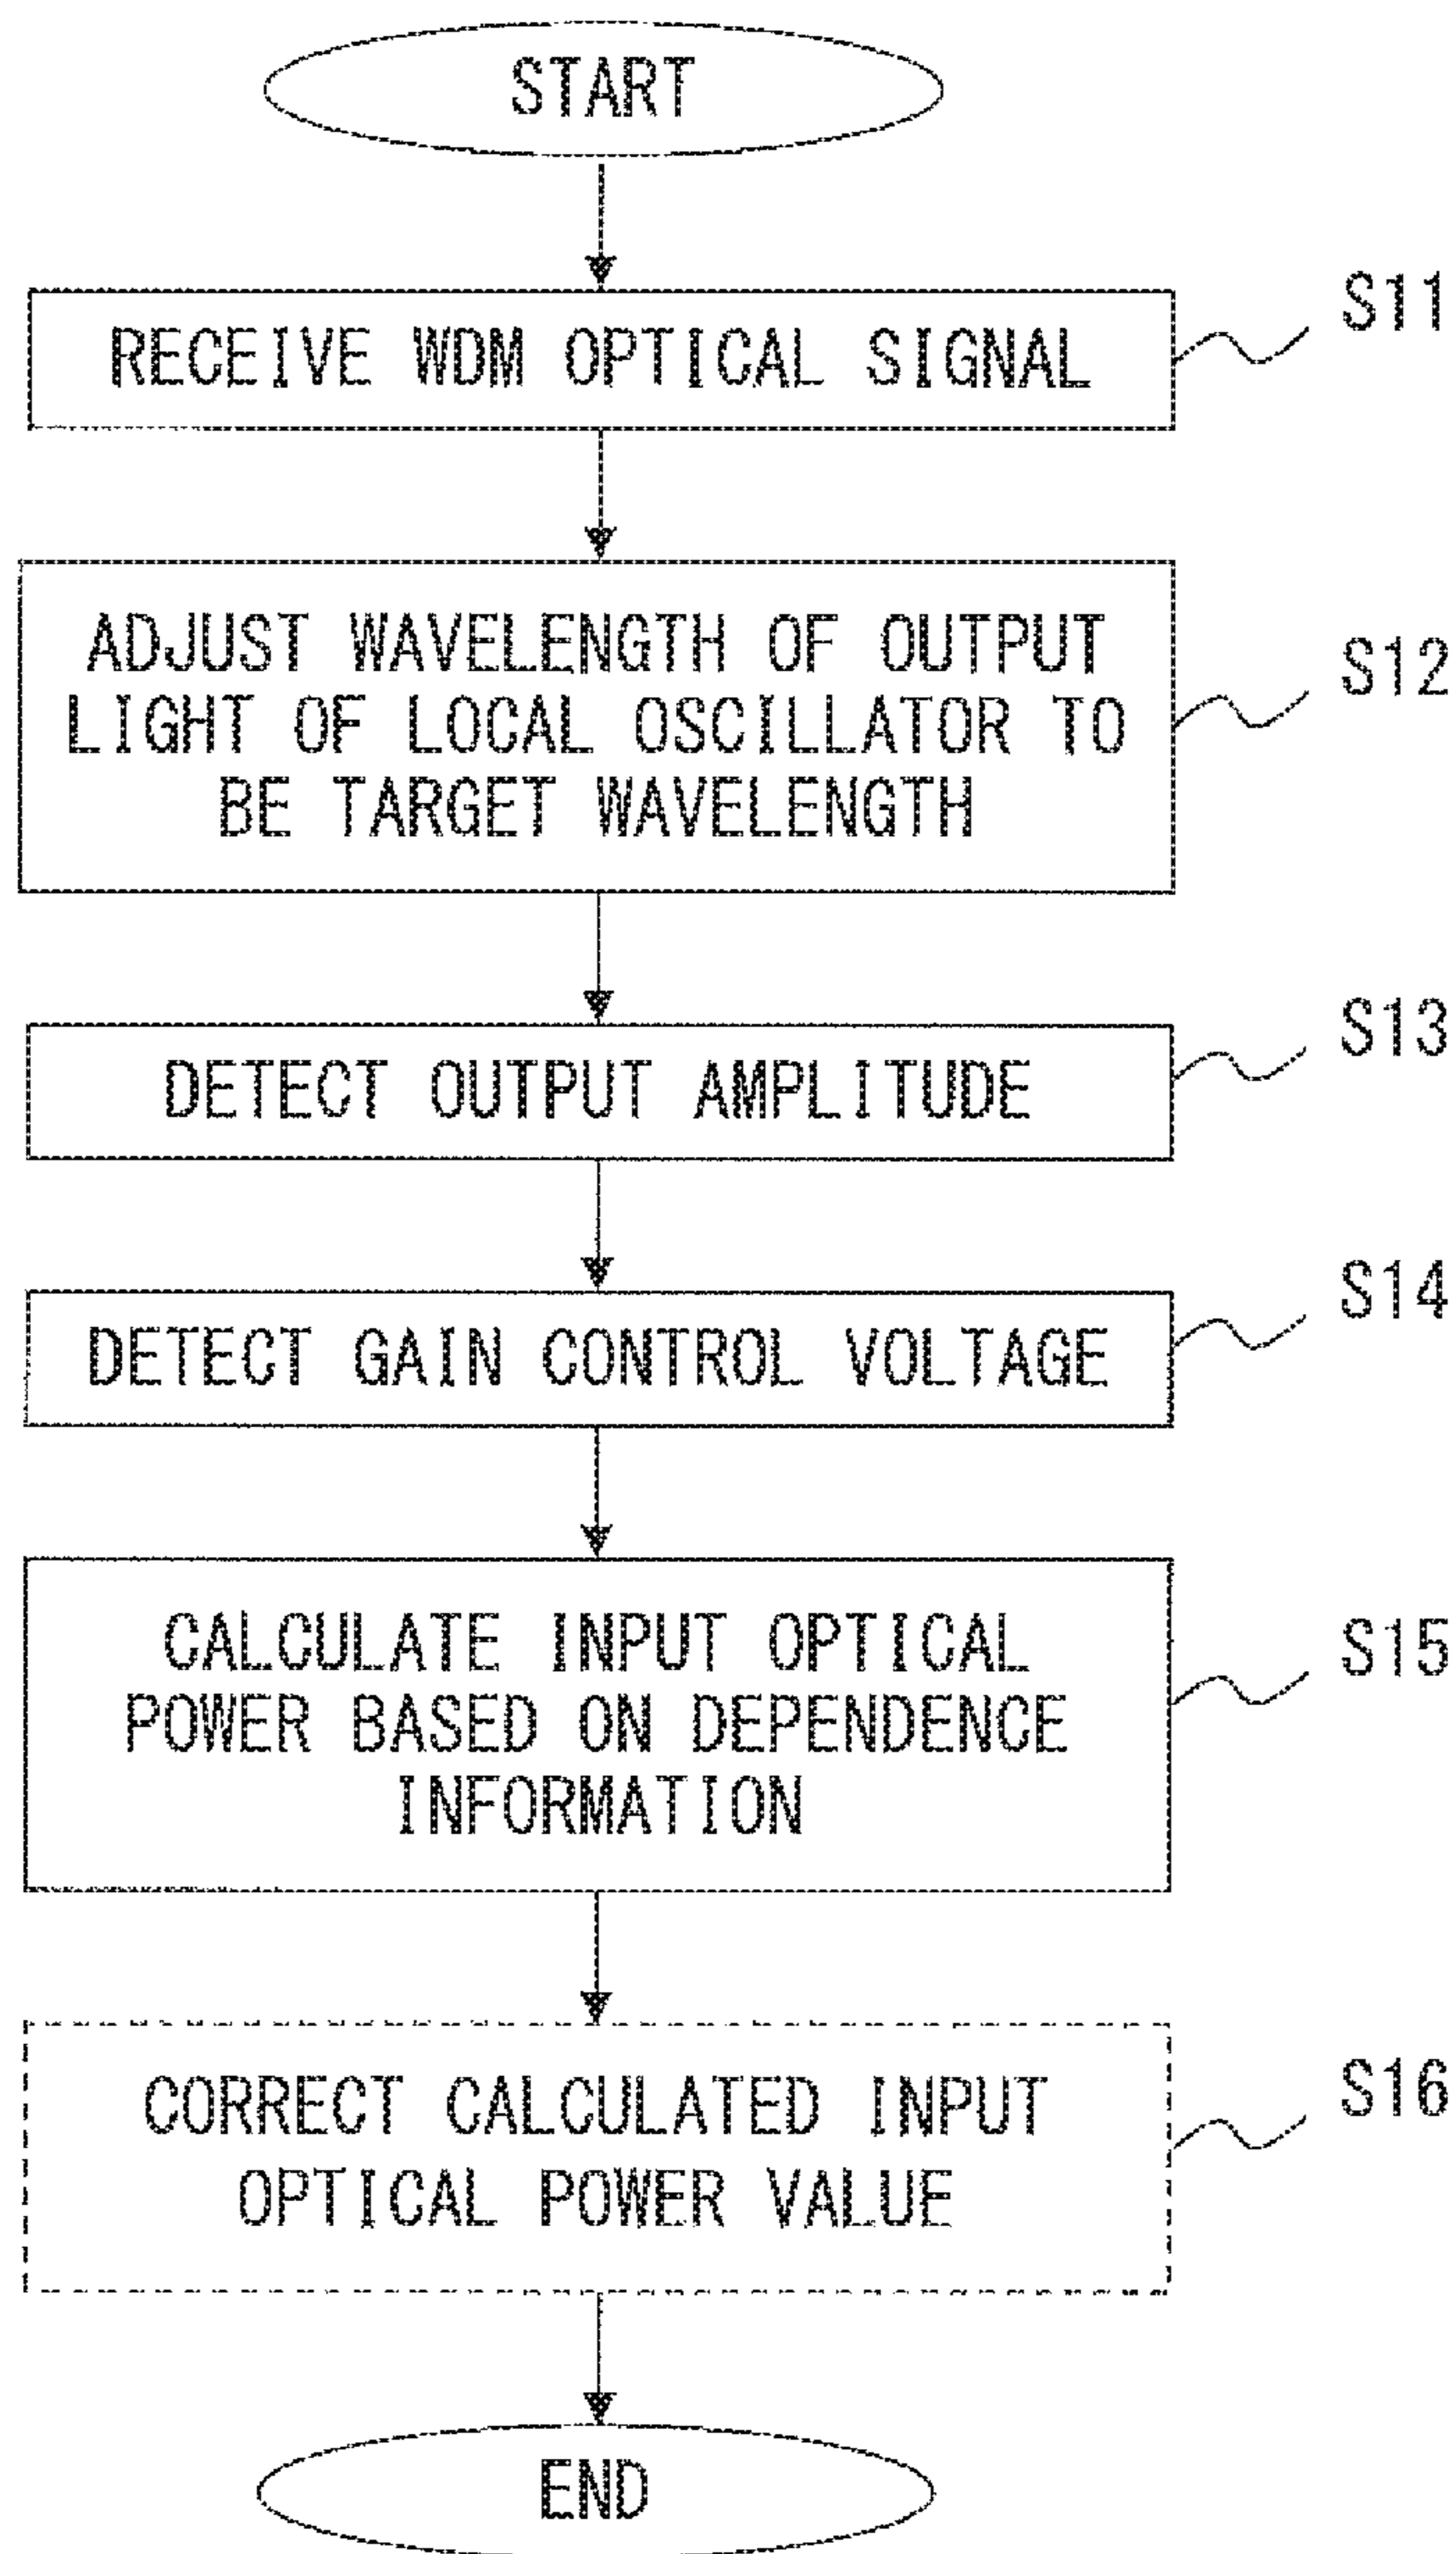 START
RECEIVE WDM OPTICAL SIGNAL
S11
ADJUST WAVELENGTH OF OUTPUT
LIGHT OF LOCAL OSCILLATOR TO
BE TARGET WAVELENGTH
S12
DETECT OUTPUT AMPLITUDE
S13
DETECT GAIN CONTROL VOLTAGE
S14
CALCULATE INPUT OPTICAL
POWER BASED ON DEPENDENCE
INFORMATION
S15
CORRECT CALCULATED INPUT
OPTICAL POWER VALUE
S16
END